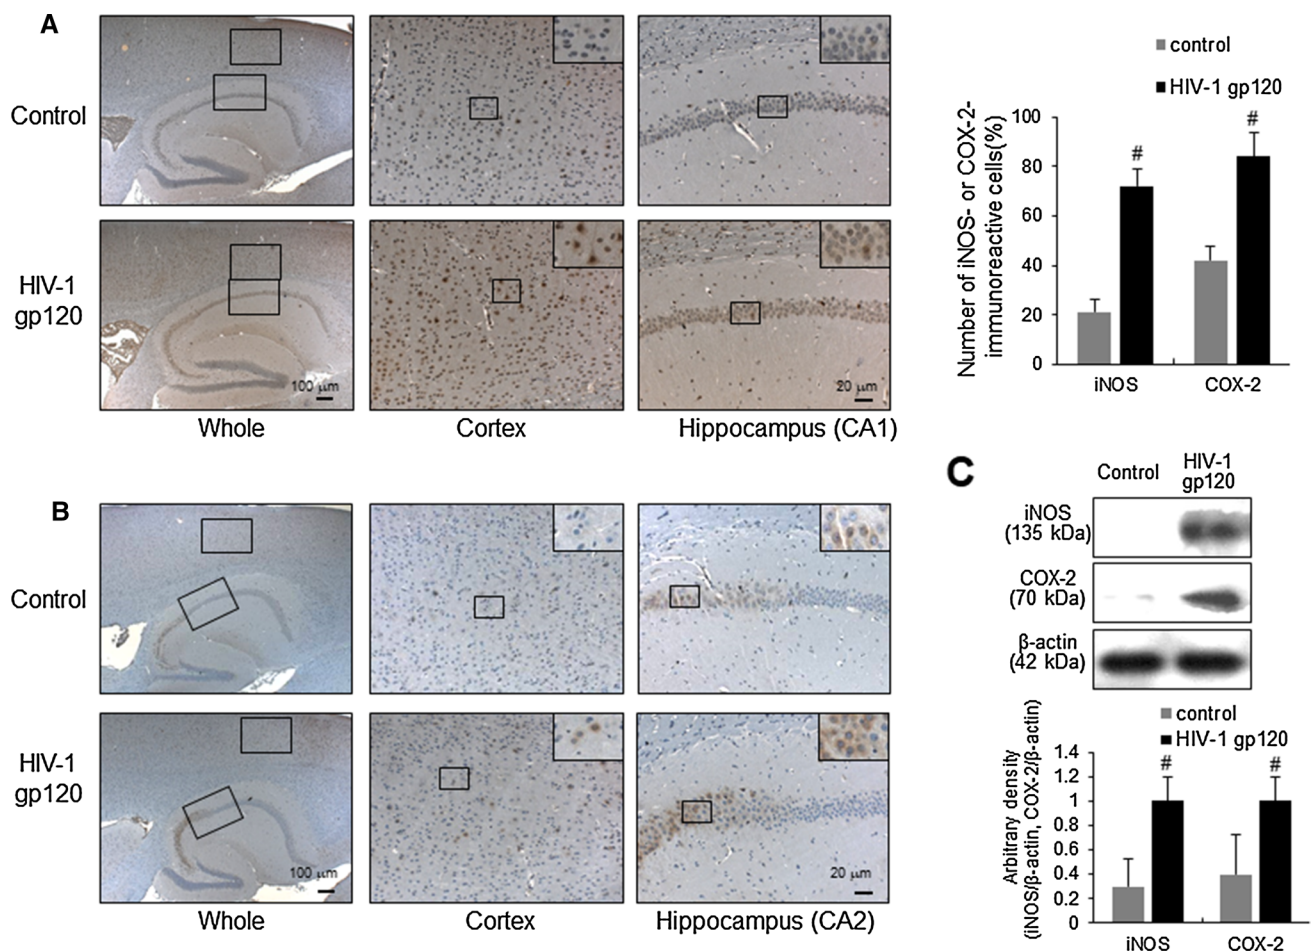 A
Control
HIV-1
gp120
100 μm
20 μm
Whole
Cortex
Hippocampus (CA1)
control
HIV-1 gp120
Number of iNOS- or COX-2-
immunoreactive cells(%)
100
80
60
40
20
0
#
#
iNOS
COX-2
B
Control
HIV-1
gp120
100 μm
20 μm
Whole
Cortex
Hippocampus (CA2)
C
Control
HIV-1
gp120
iNOS
(135 kDa)
COX-2
(70 kDa)
β-actin
(42 kDa)
control
HIV-1 gp120
Arbitrary density
(iNOS/β-actin, COX-2/β-actin)
1.4
1.2
1
0.8
0.6
0.4
0.2
0
#
#
iNOS
COX-2